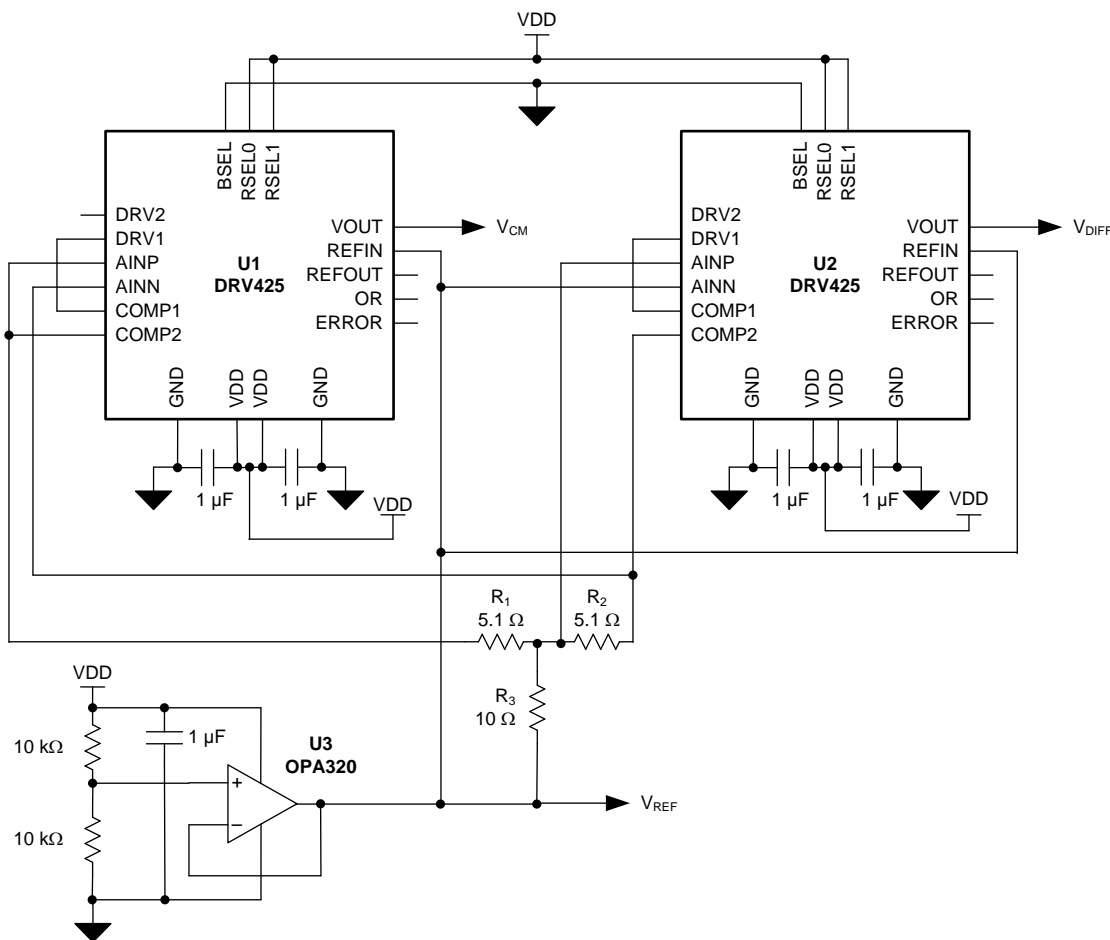 VDD
BSEL
RSEL0
RSEL1
DRV2
DRV1
AINP
AINN
COMP1
COMP2
U1
DRV425
VOUT
REFIN
REFOUT
OR
ERROR
GND
VDD
VDD
GND
1 µF
1 µF
VDD
VCM
BSEL
RSEL0
RSEL1
DRV2
DRV1
AINP
AINN
COMP1
COMP2
U2
DRV425
VOUT
REFIN
REFOUT
OR
ERROR
GND
VDD
VDD
GND
1 µF
1 µF
VDD
VDIFF
R1
5.1 Ω
R2
5.1 Ω
R3
10 Ω
VDD
10 kΩ
10 kΩ
1 µF
U3
OPA320
+
−
VREF